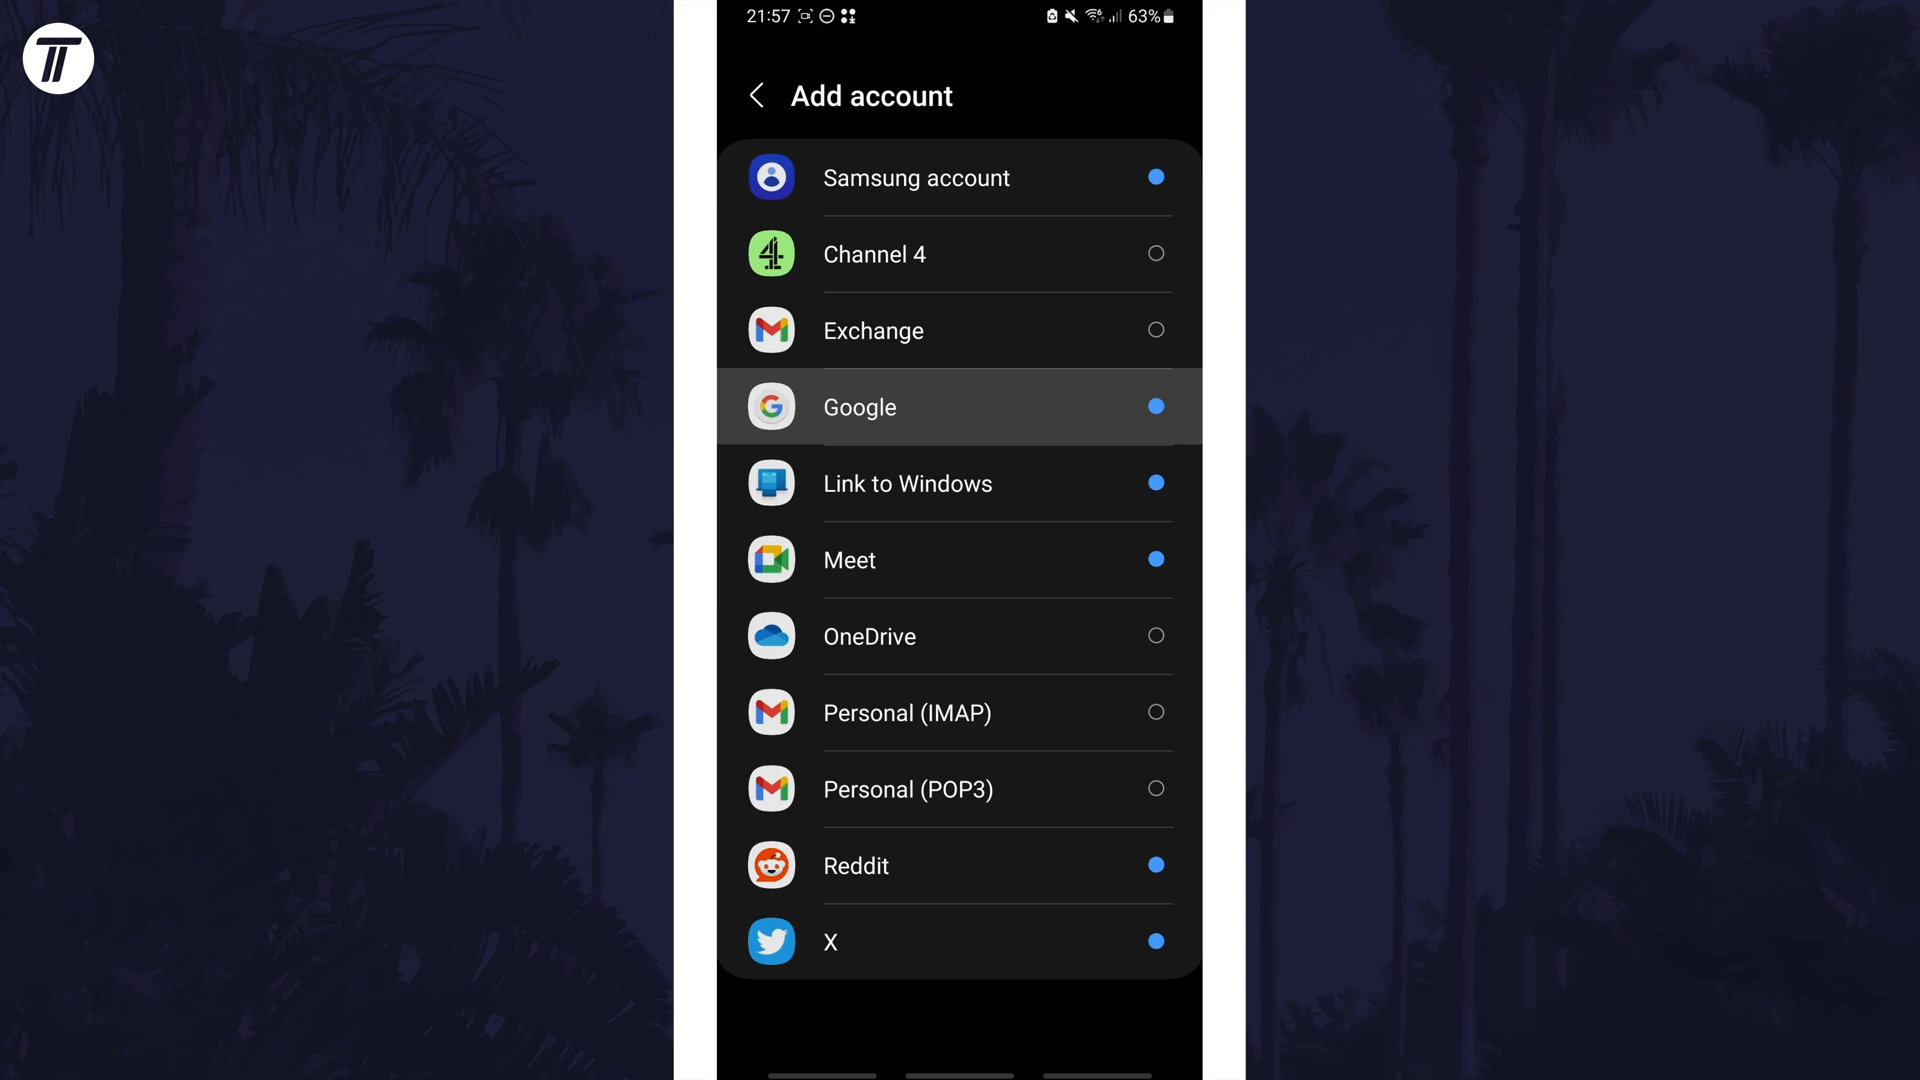 21:57
63%
Add account
Samsung account
Channel 4
Exchange
Google
Link to Windows
Meet
OneDrive
Personal (IMAP)
Personal (POP3)
Reddit
X